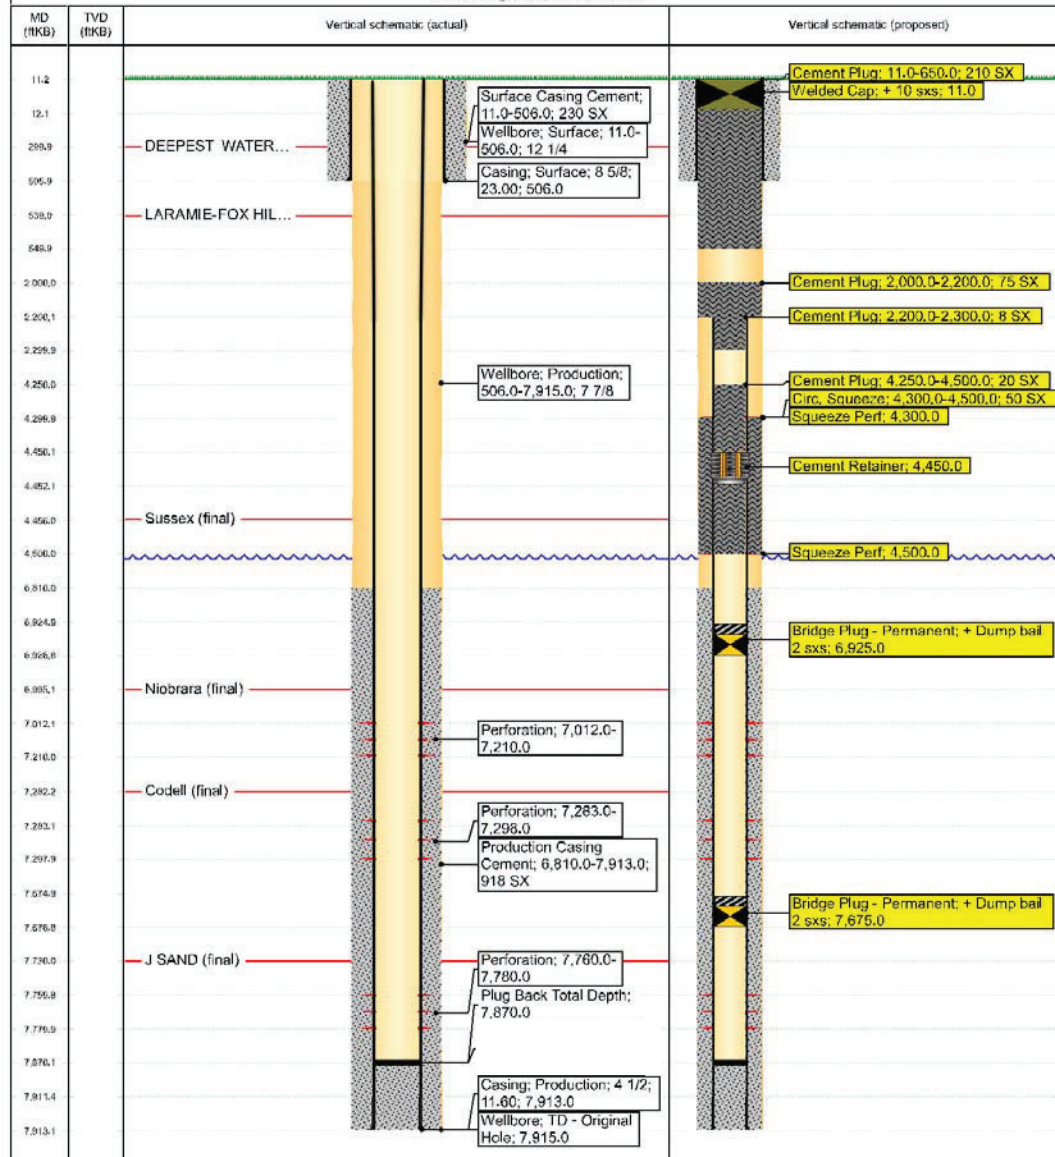 MD
(ftKB)
TVD
(ftKB)
Vertical schematic (actual)
Vertical schematic (proposed)
11.2
12.1
299.9
505.9
538.0
649.9
2,000.0
2,200.1
2,299.9
4,250.0
4,299.9
4,450.1
4,452.1
4,456.0
4,500.0
6,810.0
6,924.9
6,926.8
6,995.1
7,012.1
7,210.0
7,282.2
7,283.1
7,297.9
7,674.9
7,676.8
7,730.0
7,759.8
7,779.9
7,870.1
7,911.4
7,913.1
DEEPEST WATER...
LARAMIE-FOX HIL...
Sussex (final)
Niobrara (final)
Codell (final)
J SAND (final)
Surface Casing Cement;
11.0-506.0; 230 SX
Wellbore; Surface; 11.0-
506.0; 12 1/4
Casing; Surface; 8 5/8;
23.00; 506.0
Wellbore; Production;
506.0-7,915.0; 7 7/8
Perforation; 7,012.0-
7,210.0
Perforation; 7,283.0-
7,298.0
Production Casing
Cement; 6,810.0-7,913.0;
918 SX
Perforation; 7,760.0-
7,780.0
Plug Back Total Depth;
7,870.0
Casing; Production; 4 1/2;
11.60; 7,913.0
Wellbore; TD - Original
Hole; 7,915.0
Cement Plug; 11.0-650.0; 210 SX
Welded Cap; + 10 sxs; 11.0
Cement Plug; 2,000.0-2,200.0; 75 SX
Cement Plug; 2,200.0-2,300.0; 8 SX
Cement Plug; 4,250.0-4,500.0; 20 SX
Circ. Squeeze; 4,300.0-4,500.0; 50 SX
Squeeze Perf; 4,300.0
Cement Retainer; 4,450.0
Squeeze Perf; 4,500.0
Bridge Plug - Permanent; + Dump bail
2 sxs; 6,925.0
Bridge Plug - Permanent; + Dump bail
2 sxs; 7,675.0